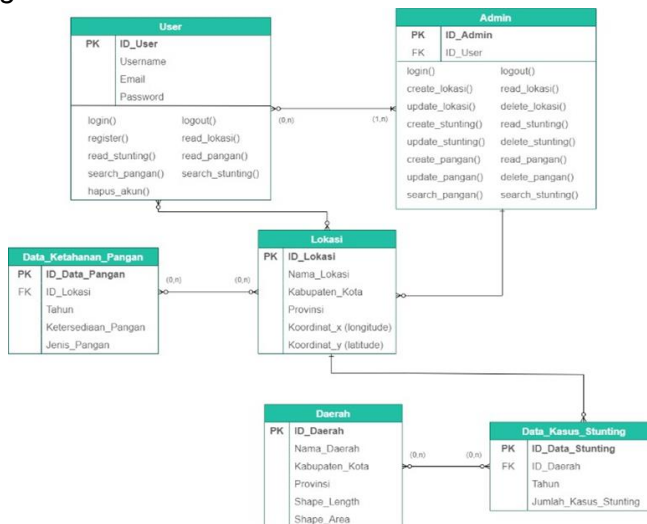 User
PK ID_User
Username
Email
Password
login() logout()
register() read_lokasi()
read_stunting() read_pangan()
search_pangan() search_stunting()
hapus_akun()
(0,n) (1,n)
Admin
PK ID_Admin
FK ID_User
login() logout()
create_lokasi() read_lokasi()
update_lokasi() delete_lokasi()
create_stunting() read_stunting()
update_stunting() delete_stunting()
create_pangan() read_pangan()
update_pangan() delete_pangan()
search_pangan() search_stunting()
Data_Ketahanan_Pangan
PK ID_Data_Pangan
FK ID_Lokasi
Tahun
Ketersediaan_Pangan
Jenis_Pangan
(0,n) (0,n)
Lokasi
PK ID_Lokasi
Nama_Lokasi
Kabupaten_Kota
Provinsi
Koordinat_x (longitude)
Koordinat_y (latitude)
Daerah
PK ID_Daerah
Nama_Daerah
Kabupaten_Kota
Provinsi
Shape_Length
Shape_Area
(0,n) (0,n)
Data_Kasus_Stunting
PK ID_Data_Stunting
FK ID_Daerah
Tahun
Jumlah_Kasus_Stunting